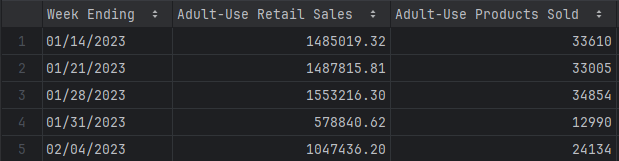 Week Ending Adult-Use Retail Sales Adult-Use Products Sold
1 01/14/2023 1485019.32 33610
2 01/21/2023 1487815.81 33005
3 01/28/2023 1553216.30 34854
4 01/31/2023 578840.62 12990
5 02/04/2023 1047436.20 24134